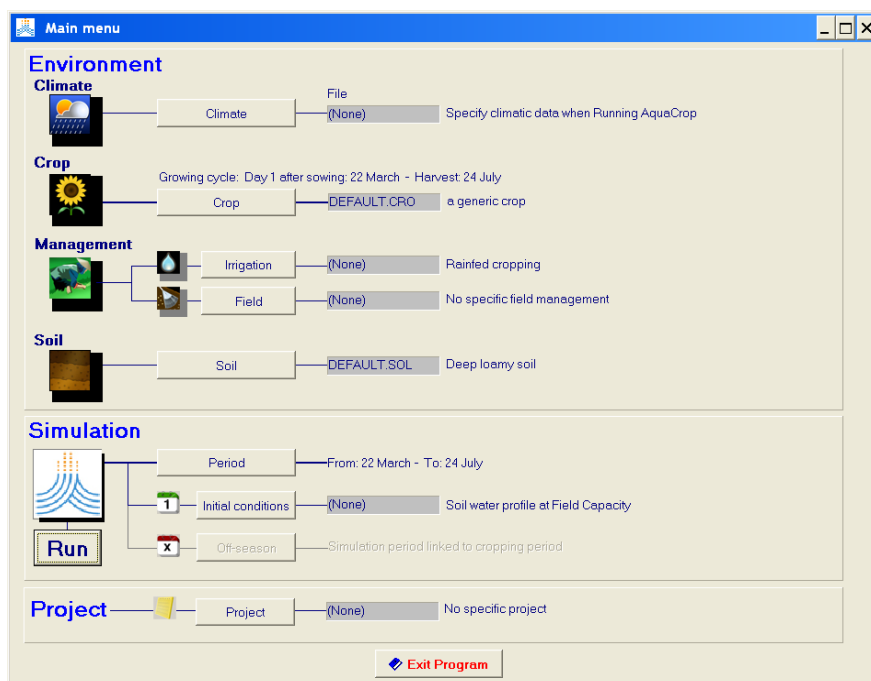 Main menu
Environment
Climate
File
Climate (None) Specify climatic data when Running AquaCrop
Crop
Growing cycle: Day 1 after sowing: 22 March - Harvest: 24 July
Crop DEFAULT.CRO a generic crop
Management
Irrigation (None) Rainfed cropping
Field (None) No specific field management
Soil
Soil DEFAULT.SOL Deep loamy soil
Simulation
Period From: 22 March - To: 24 July
1 Initial conditions (None) Soil water profile at Field Capacity
Run x Off-season Simulation period linked to cropping period
Project Project (None) No specific project
Exit Program